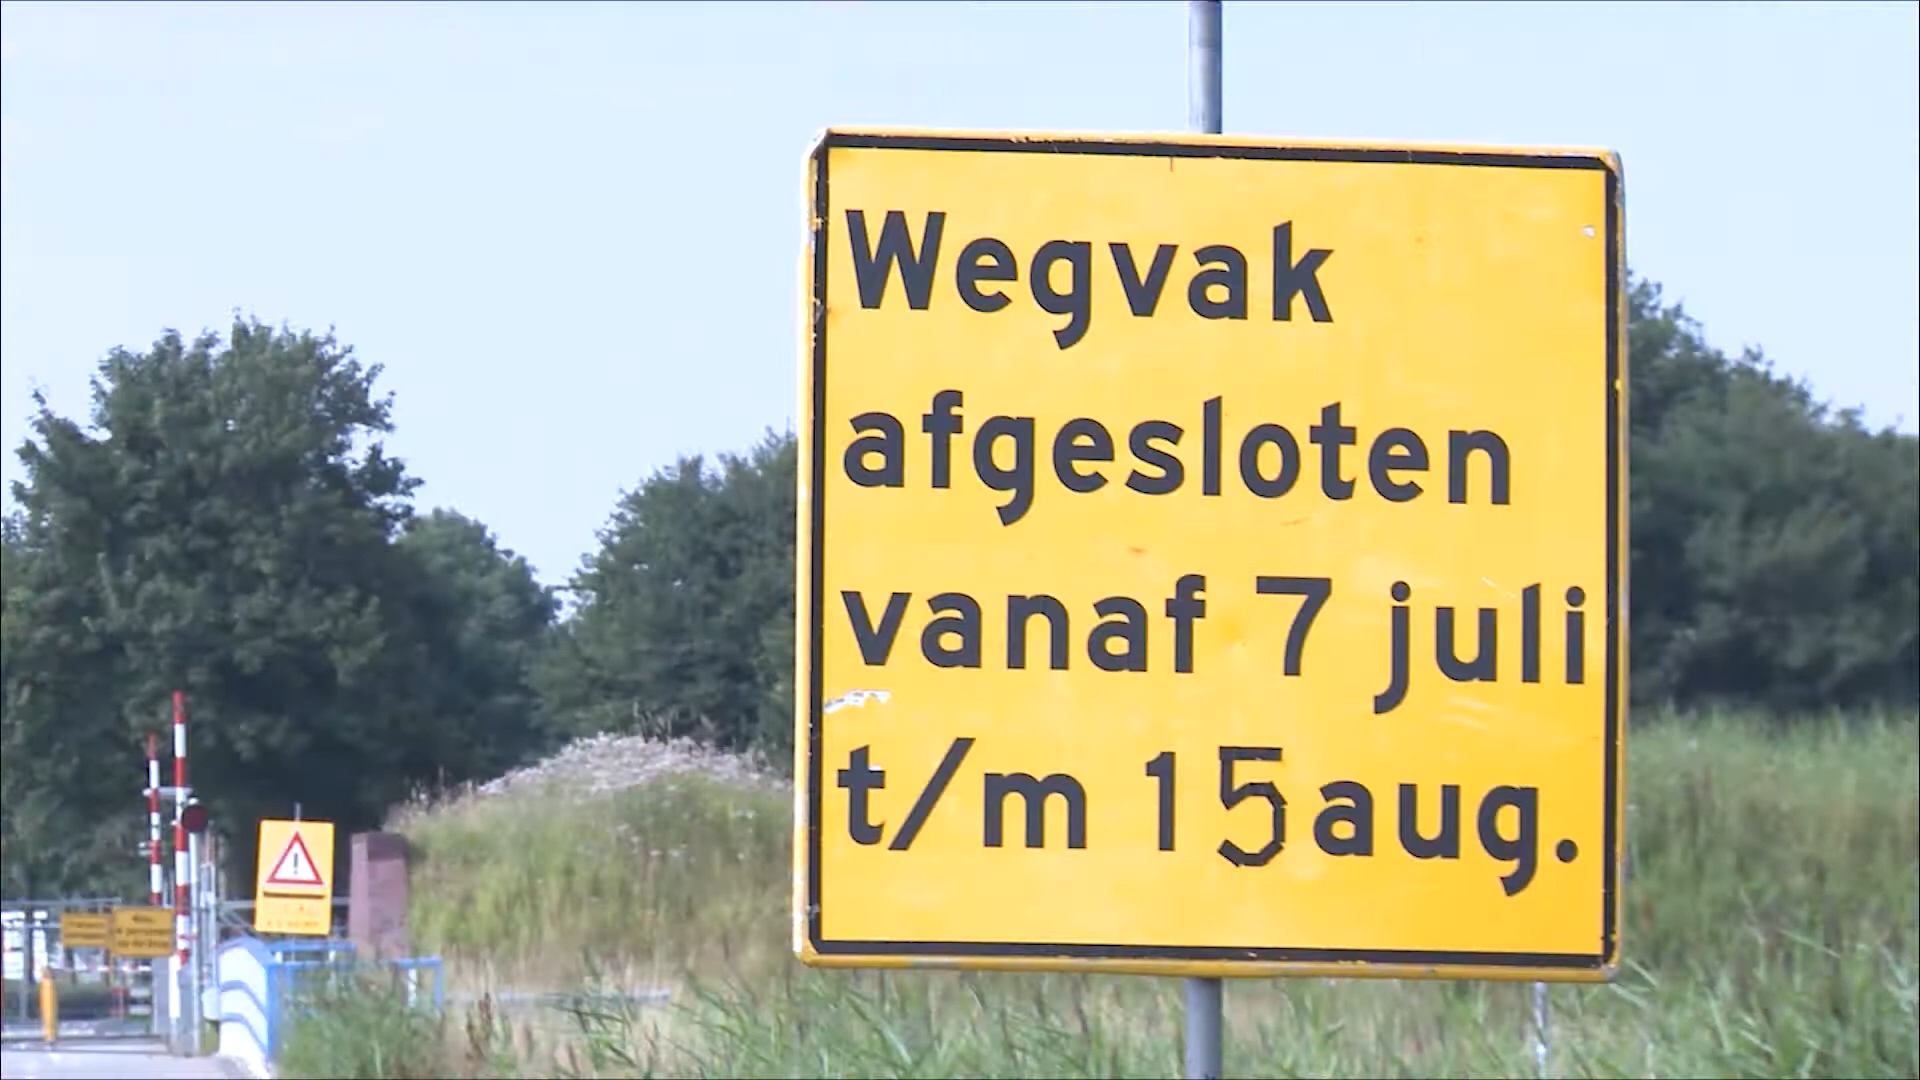 Wegvak
afgesloten
vanaf 7 juli
t/m 15aug.